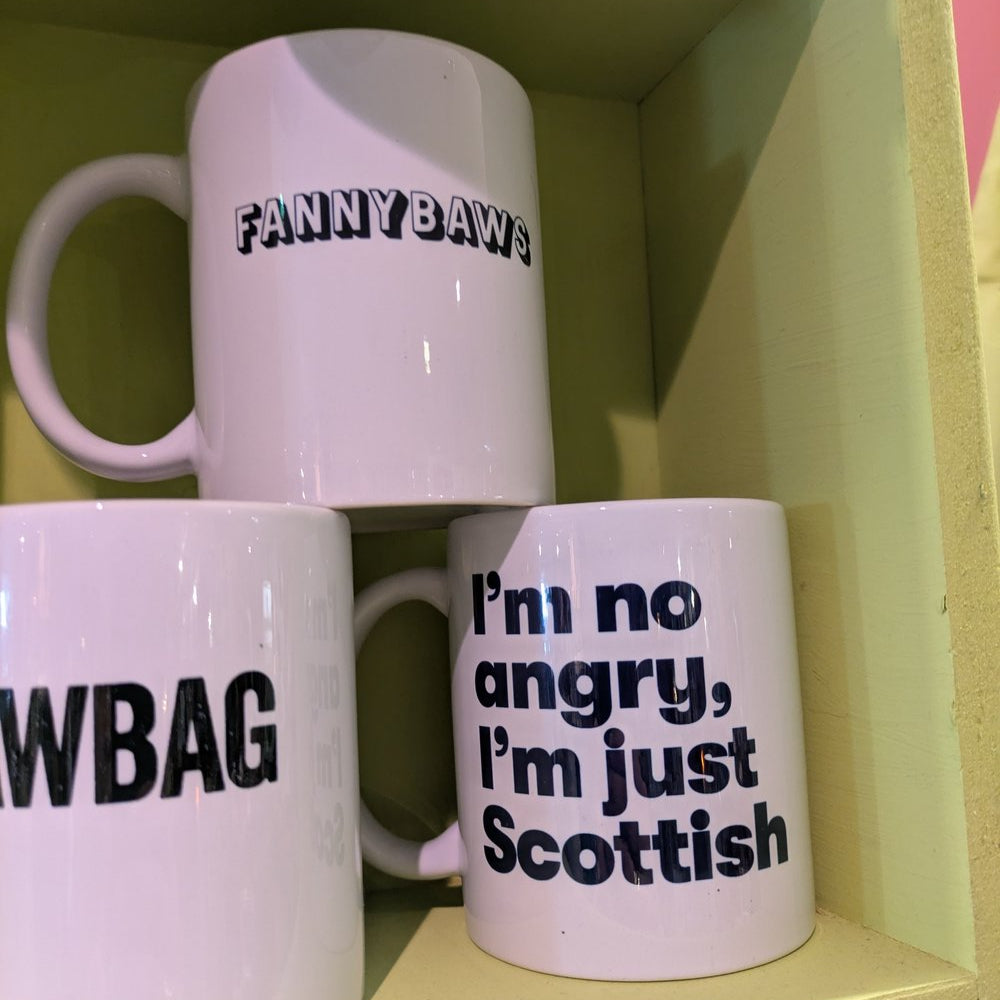 FANNYBAWS
AWBAG
I'm no
angry,
I'm just
Scottish